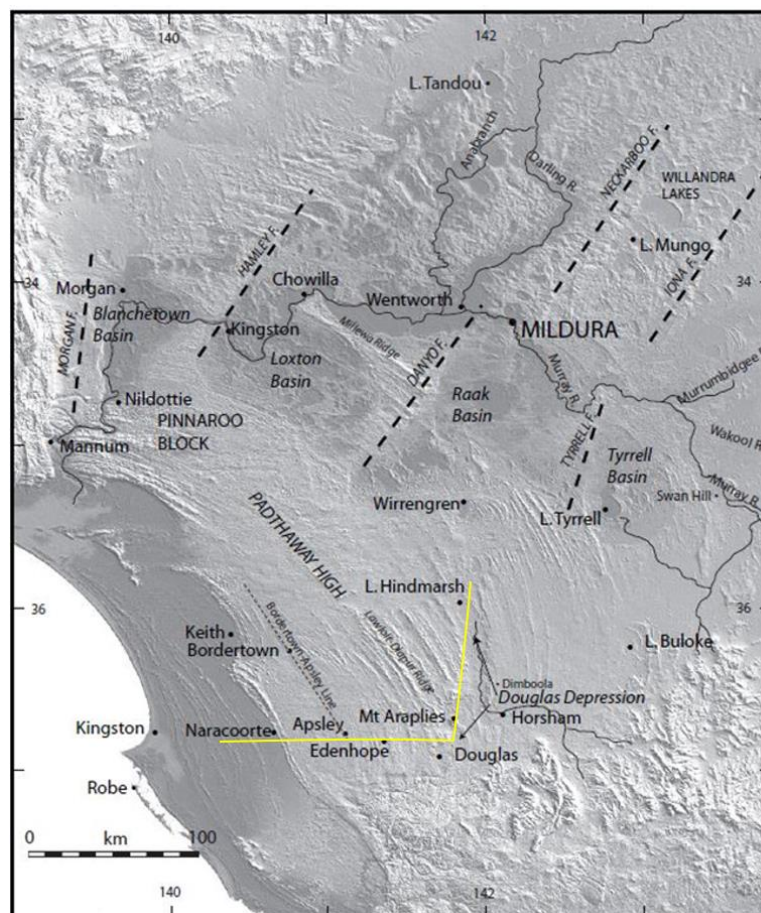 140
142
L.Tandou
Anabranch
Darling R.
NECKARBOO F.
WILLANDRA
LAKES
HAMLEY F.
L. Mungo
IONA F.
34
Morgan
Chowilla
34
Blanchetown
Basin
Wentworth
MORGAN F.
Kingston
Millewa Ridge
MILDURA
Loxton
Basin
DANYO F.
Raak
Basin
Murray R.
Murrumbidgee
Nildottie
PINNAROO
BLOCK
TYRRELL F.
Mannum
Tyrrell
Basin
Wakool R
Swan Hill
Murray R.
Wirrengren
L.Tyrrell
PADTHAWAY HIGH
L. Hindmarsh
36
36
Keith
Bordertown
Bordertown-Apsley Line
Lawloit-Diapur Ridge
L. Buloke
Dimboola
Douglas Depression
Kingston
Naracoorte
Apsley
Mt Araplies
Horsham
Edenhope
Douglas
Robe
0 km 100
140
142